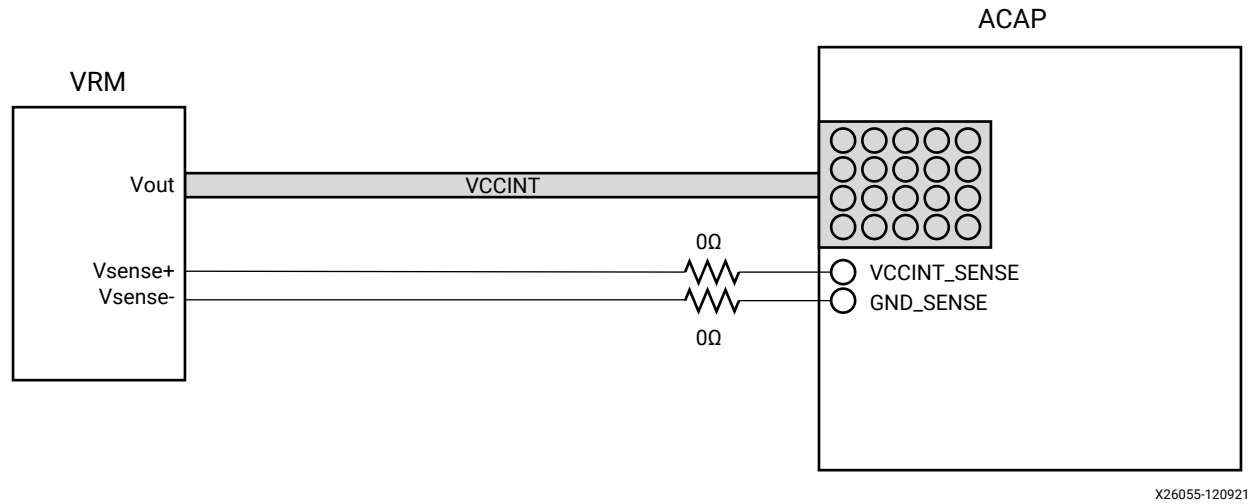 ACAP
VRM
Vout
VCCINT
0Ω
Vsense+
VCCINT_SENSE
Vsense-
GND_SENSE
0Ω
X26055-120921